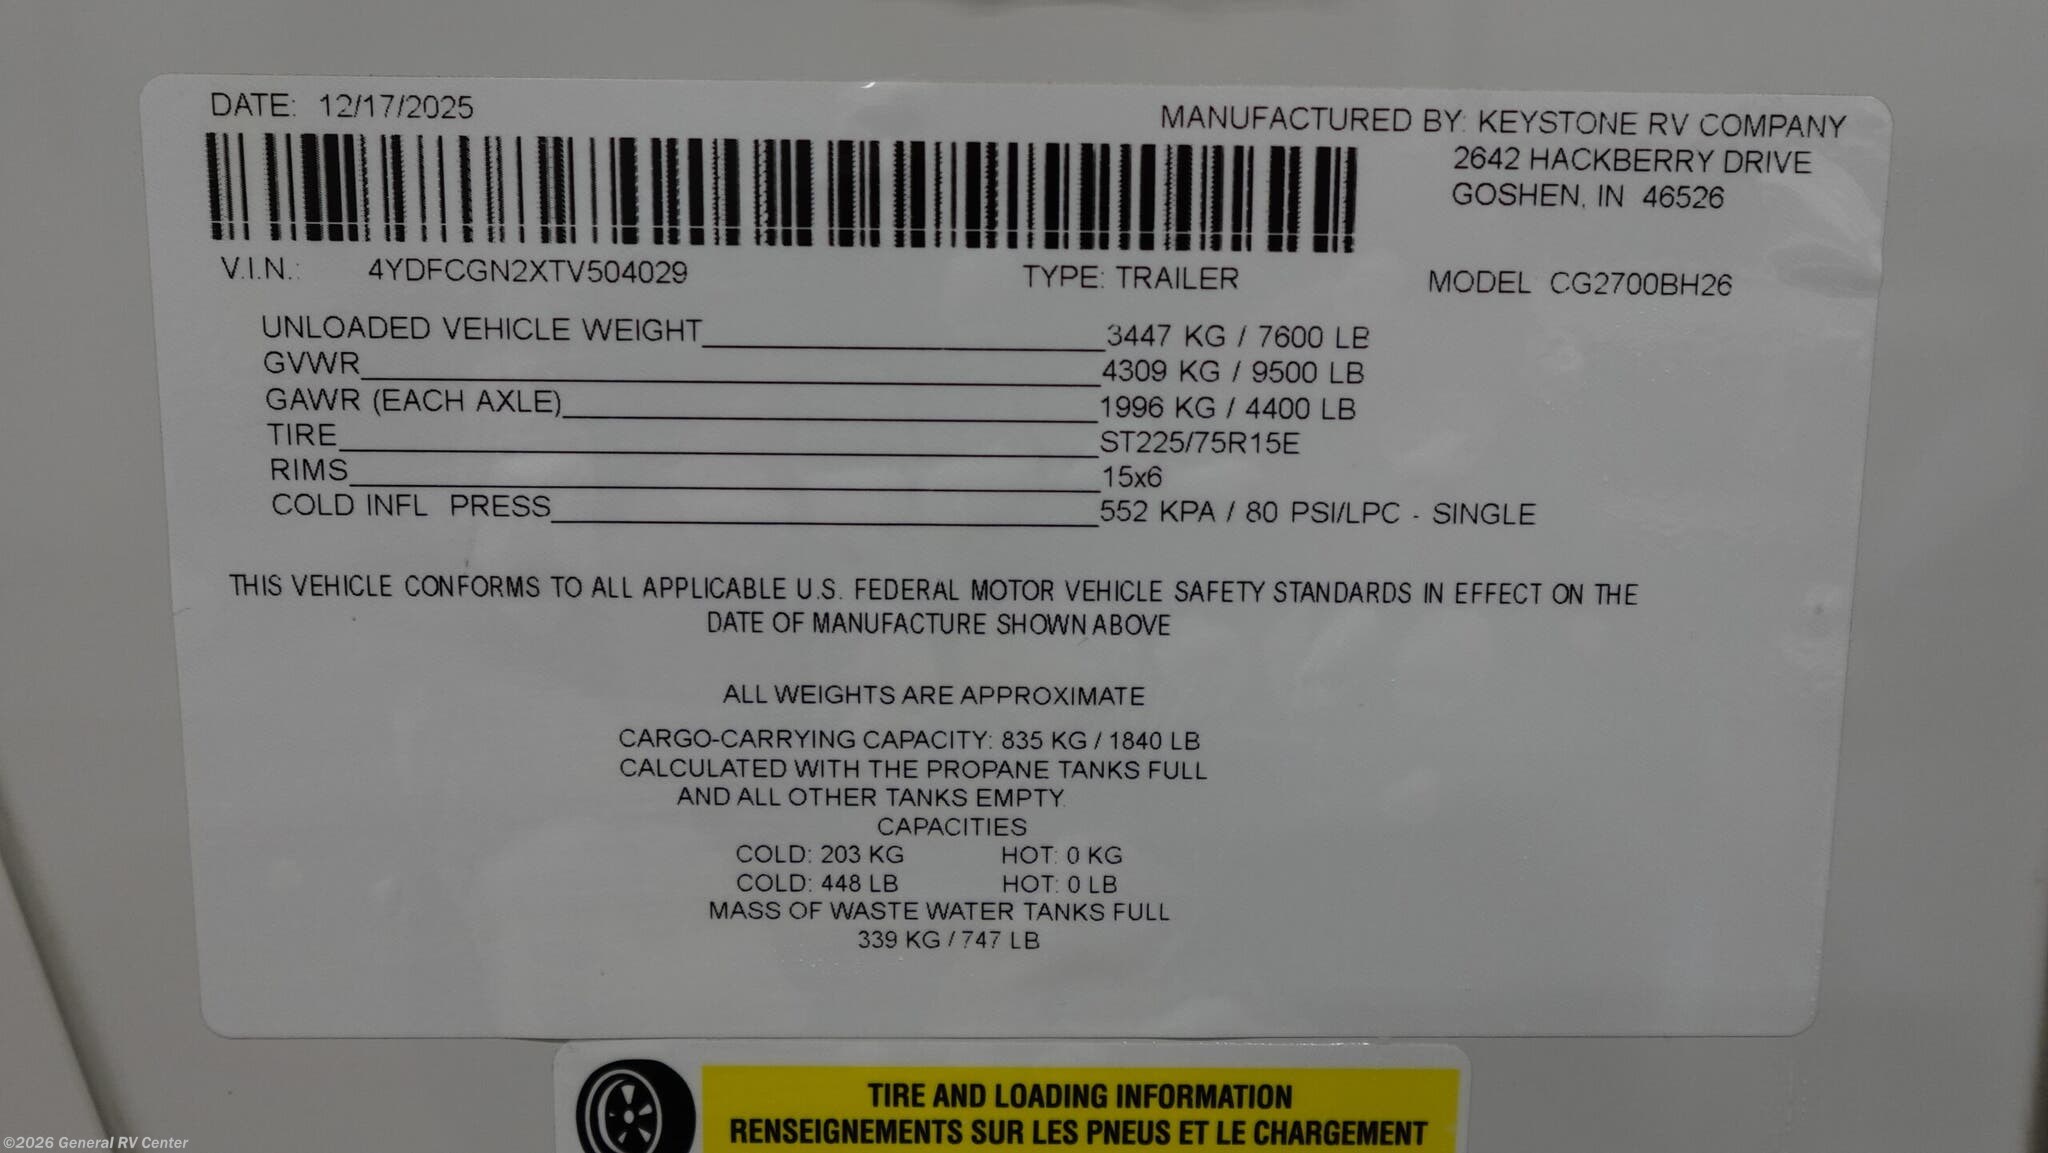 DATE: 12/17/2025
MANUFACTURED BY: KEYSTONE RV COMPANY
2642 HACKBERRY DRIVE
GOSHEN, IN 46526
V.I.N.: 4YDFCGN2XTV504029 TYPE: TRAILER MODEL CG2700BH26
UNLOADED VEHICLE WEIGHT 3447 KG / 7600 LB
GVWR 4309 KG / 9500 LB
GAWR (EACH AXLE) 1996 KG / 4400 LB
TIRE ST225/75R15E
RIMS 15x6
COLD INFL PRESS 552 KPA / 80 PSI/LPC - SINGLE
THIS VEHICLE CONFORMS TO ALL APPLICABLE U.S. FEDERAL MOTOR VEHICLE SAFETY STANDARDS IN EFFECT ON THE
DATE OF MANUFACTURE SHOWN ABOVE
ALL WEIGHTS ARE APPROXIMATE
CARGO-CARRYING CAPACITY: 835 KG / 1840 LB
CALCULATED WITH THE PROPANE TANKS FULL
AND ALL OTHER TANKS EMPTY.
CAPACITIES
COLD: 203 KG HOT: 0 KG
COLD: 448 LB HOT: 0 LB
MASS OF WASTE WATER TANKS FULL
339 KG / 747 LB
TIRE AND LOADING INFORMATION
RENSEIGNEMENTS SUR LES PNEUS ET LE CHARGEMENT
©2026 General RV Center